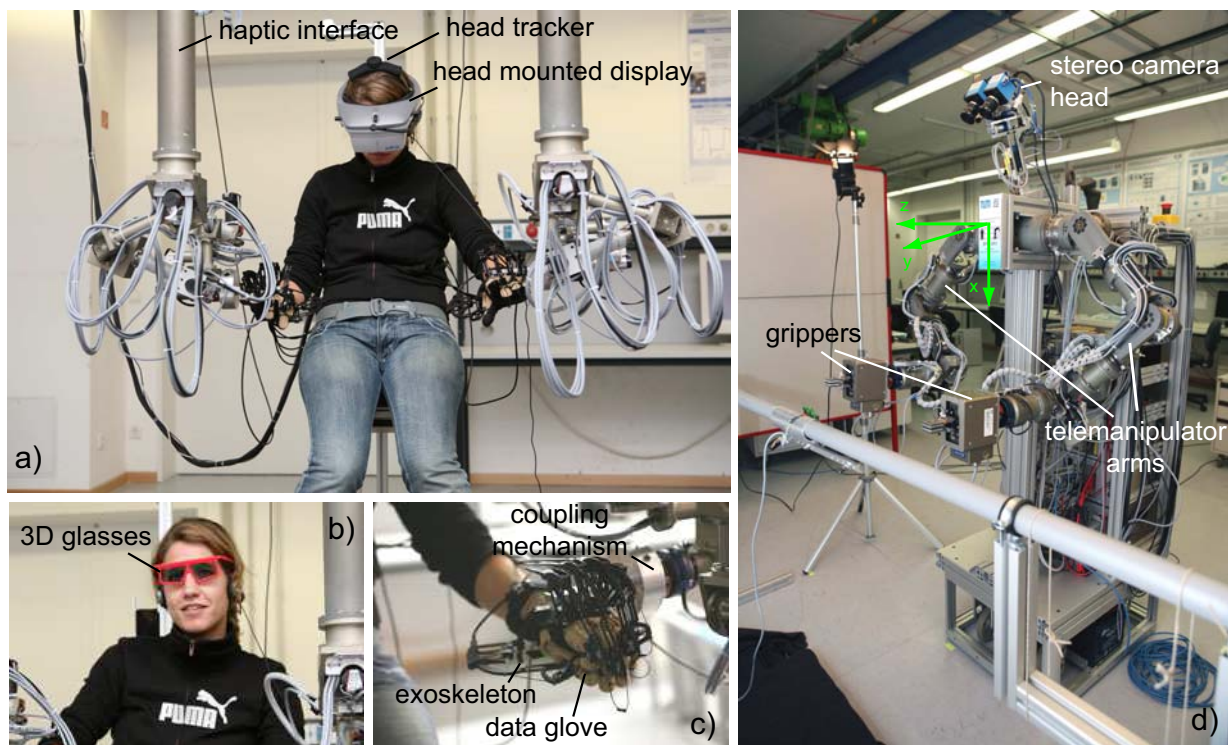 haptic interface
head tracker
head mounted display
PUMA
a)
3D glasses
b)
PUMA
coupling
mechanism
exoskeleton
data glove
c)
stereo camera
head
z
y
x
grippers
telemanipulator
arms
d)